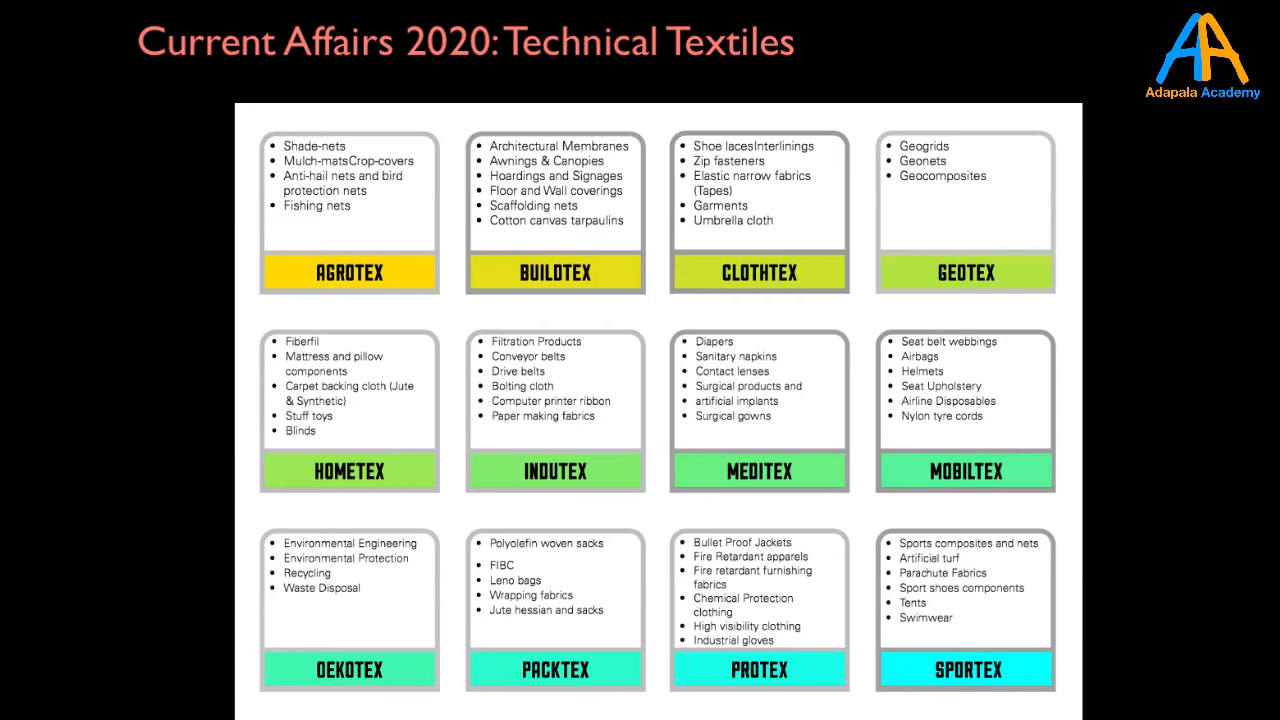 Current Affairs 2020: Technical Textiles
Adapala Academy
Shade-nets
Mulch-matsCrop-covers
Anti-hail nets and bird
protection nets
Fishing nets
AGROTEX
Architectural Membranes
Awnings & Canopies
Hoardings and Signages
Floor and Wall coverings
Scaffolding nets
Cotton canvas tarpaulins
BUILDTEX
Shoe lacesInterlinings
Zip fasteners
Elastic narrow fabrics
(Tapes)
Garments
Umbrella cloth
CLOTHTEX
Geogrids
Geonets
Geocomposites
GEOTEX
Fiberfil
Mattress and pillow
components
Carpet backing cloth (Jute
& Synthetic)
Stuff toys
Blinds
HOMETEX
Filtration Products
Conveyor belts
Drive belts
Bolting cloth
Computer printer ribbon
Paper making fabrics
INDUTEX
Diapers
Sanitary napkins
Contact lenses
Surgical products and
artificial implants
Surgical gowns
MEDITEX
Seat belt webbings
Airbags
Helmets
Seat Upholstery
Airline Disposables
Nylon tyre cords
MOBILTEX
Environmental Engineering
Environmental Protection
Recycling
Waste Disposal
OEKOTEX
Polyolefin woven sacks
FIBC
Leno bags
Wrapping fabrics
Jute hessian and sacks
PACKTEX
Bullet Proof Jackets
Fire Retardant apparels
Fire retardant furnishing
fabrics
Chemical Protection
clothing
High visibility clothing
Industrial gloves
PROTEX
Sports composites and nets
Artificial turf
Parachute Fabrics
Sport shoes components
Tents
Swimwear
SPORTEX